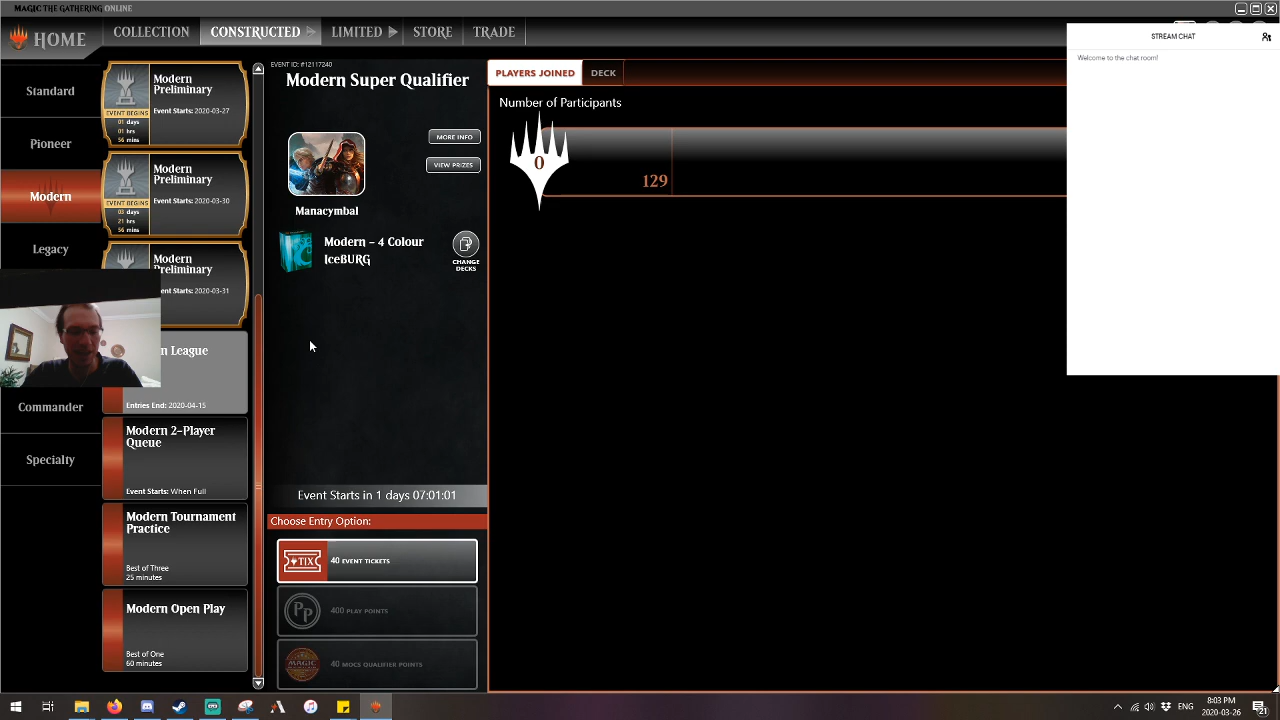 MAGIC THE GATHERING ONLINE
HOME
COLLECTION
CONSTRUCTED
LIMITED
STORE
TRADE
Standard
Pioneer
Modern
Legacy
Commander
Specialty
Modern
Preliminary
Event Starts: 2020-03-27
EVENT BEGINS
01 days
01 hrs
56 mins
Modern
Preliminary
Event Starts: 2020-03-30
EVENT BEGINS
03 days
21 hrs
56 mins
Modern
Preliminary
Starts: 2020-03-31
League
Entries End: 2020-04-15
Modern 2-Player
Queue
Event Starts: When Full
Modern Tournament
Practice
Best of Three
25 minutes
Modern Open Play
Best of One
60 minutes
EVENT ID: #12117240
Modern Super Qualifier
MORE INFO
VIEW PRIZES
Manacymbal
Modern - 4 Colour
IceBURG
CHANGE
DECKS
Event Starts in 1 days 07:01:01
Choose Entry Option:
TIX
40 EVENT TICKETS
PP
400 PLAY POINTS
MAGIC
40 MOCS QUALIFIER POINTS
PLAYERS JOINED
DECK
Number of Participants
0
129
STREAM CHAT
Welcome to the chat room!
ENG
8:03 PM
2020-03-26
21